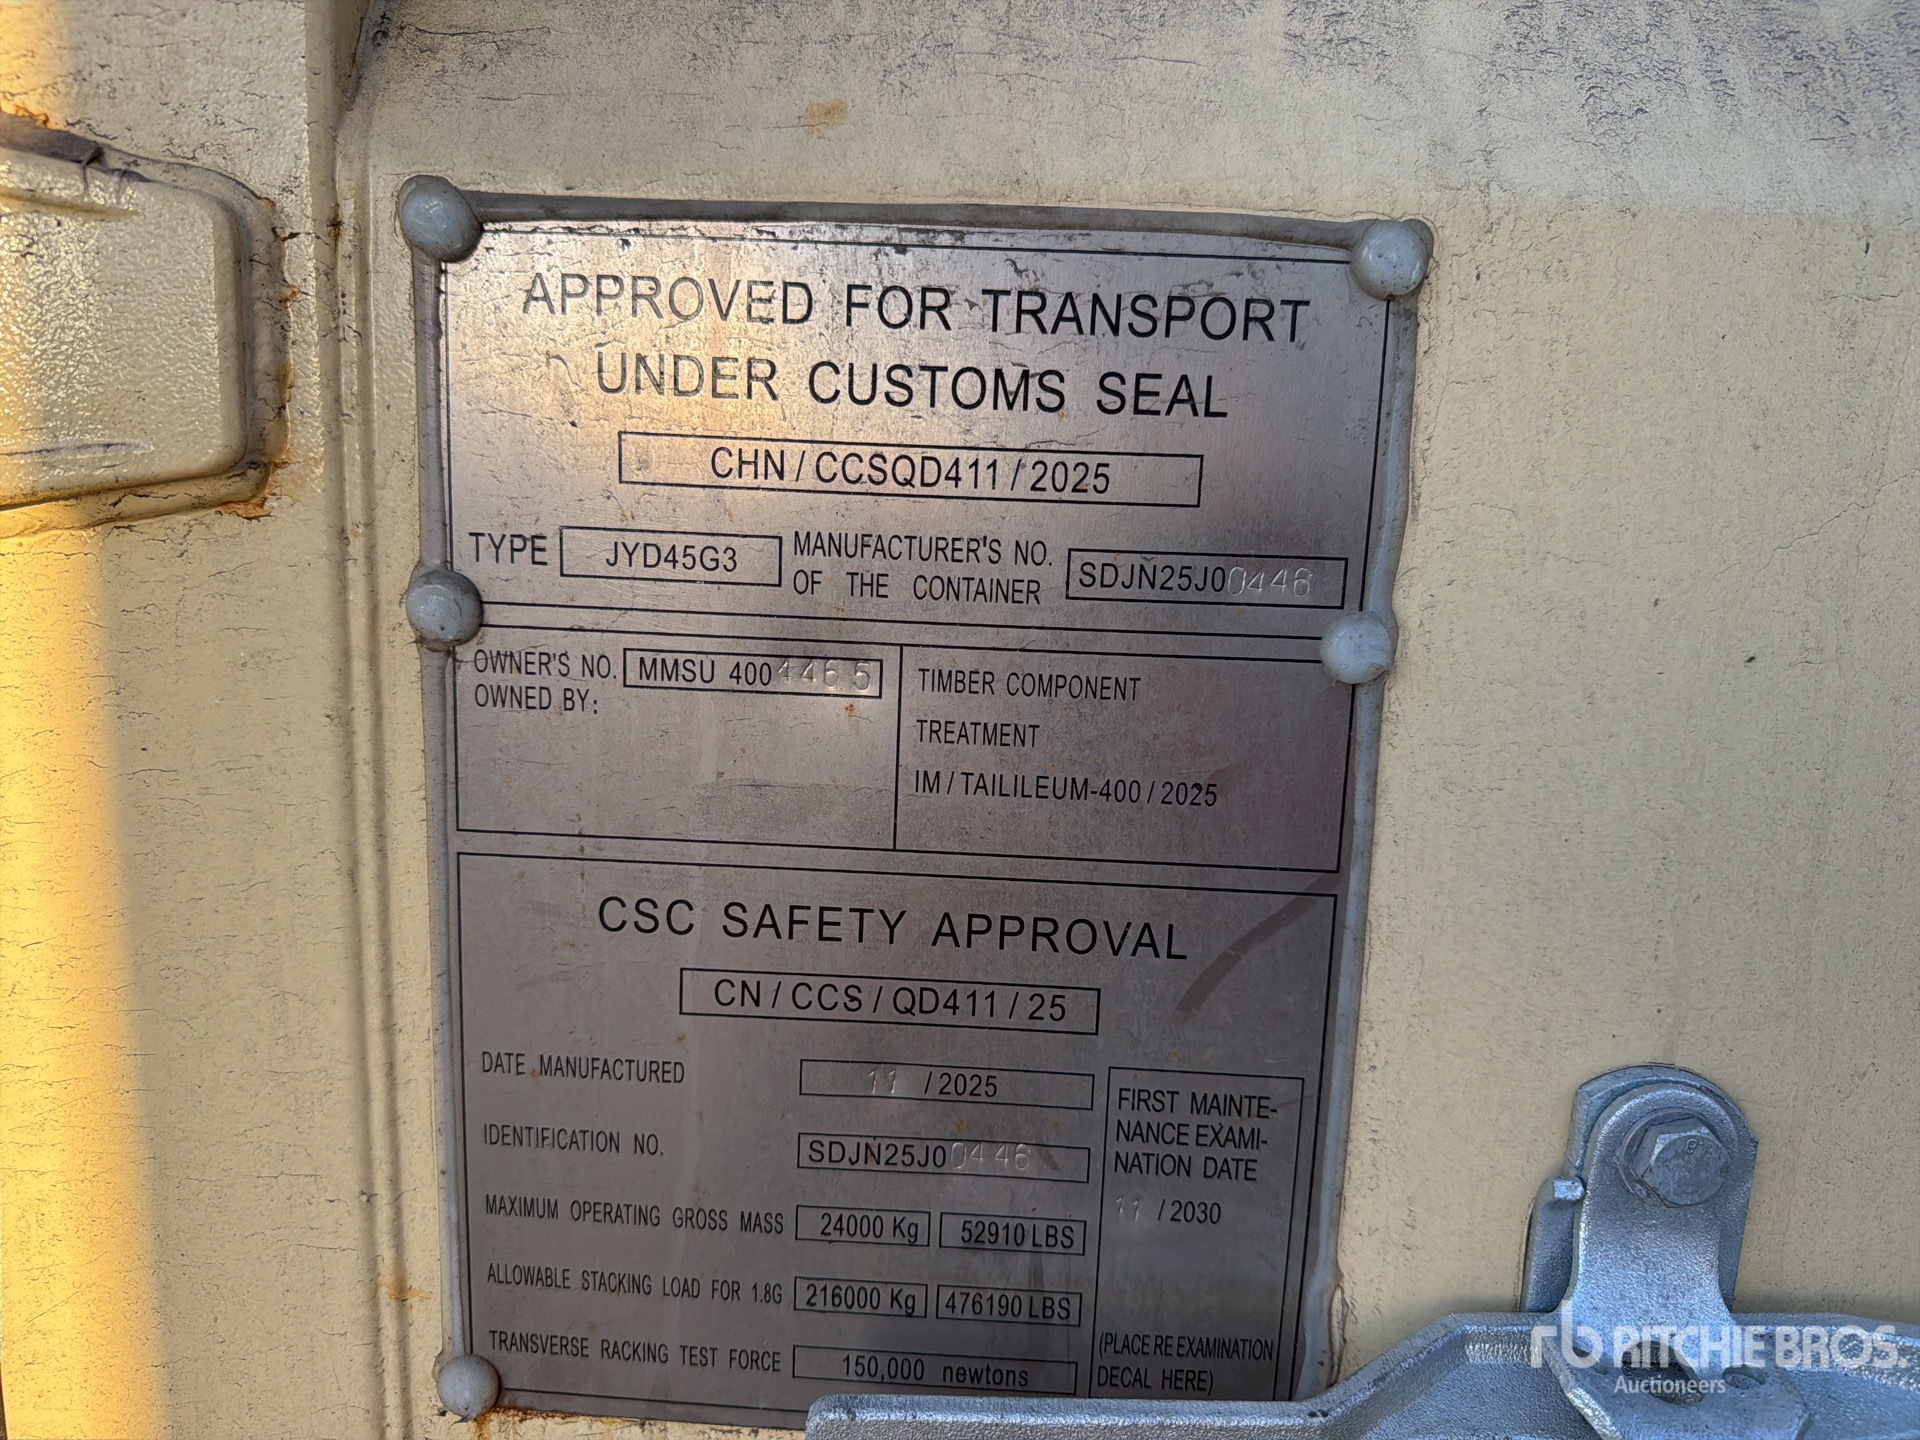 APPROVED FOR TRANSPORT
UNDER CUSTOMS SEAL
CHN / CCSQD411 / 2025
TYPE JYD45G3 MANUFACTURER'S NO. OF THE CONTAINER SDJN25J00446
OWNER'S NO. MMSU 4004465
OWNED BY:
TIMBER COMPONENT
TREATMENT
IM / TAILILEUM-400 / 2025
CSC SAFETY APPROVAL
CN / CCS / QD411 / 25
DATE MANUFACTURED 11 / 2025
IDENTIFICATION NO. SDJN25J00446
MAXIMUM OPERATING GROSS MASS 24000 Kg 52910 LBS
ALLOWABLE STACKING LOAD FOR 1.8G 216000 Kg 476190 LBS
TRANSVERSE RACKING TEST FORCE 150,000 newtons
FIRST MAINTE-
NANCE EXAMI-
NATION DATE
11 / 2030
(PLACE RE EXAMINATION
DECAL HERE)
rb RITCHIE BROS.
Auctioneers